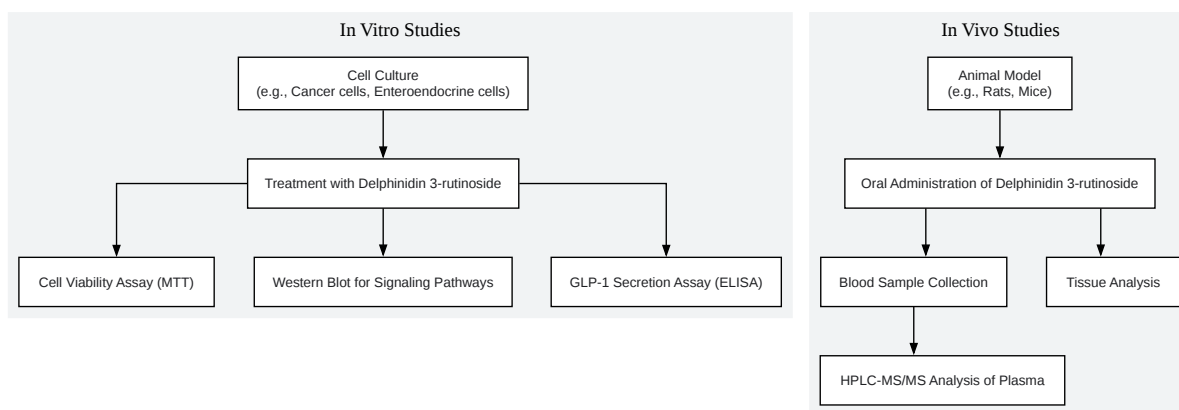 In Vitro Studies
Cell Culture
(e.g., Cancer cells, Enteroendocrine cells)
Treatment with Delphinidin 3-rutinoside
Cell Viability Assay (MTT)
Western Blot for Signaling Pathways
GLP-1 Secretion Assay (ELISA)
In Vivo Studies
Animal Model
(e.g., Rats, Mice)
Oral Administration of Delphinidin 3-rutinoside
Blood Sample Collection
Tissue Analysis
HPLC-MS/MS Analysis of Plasma